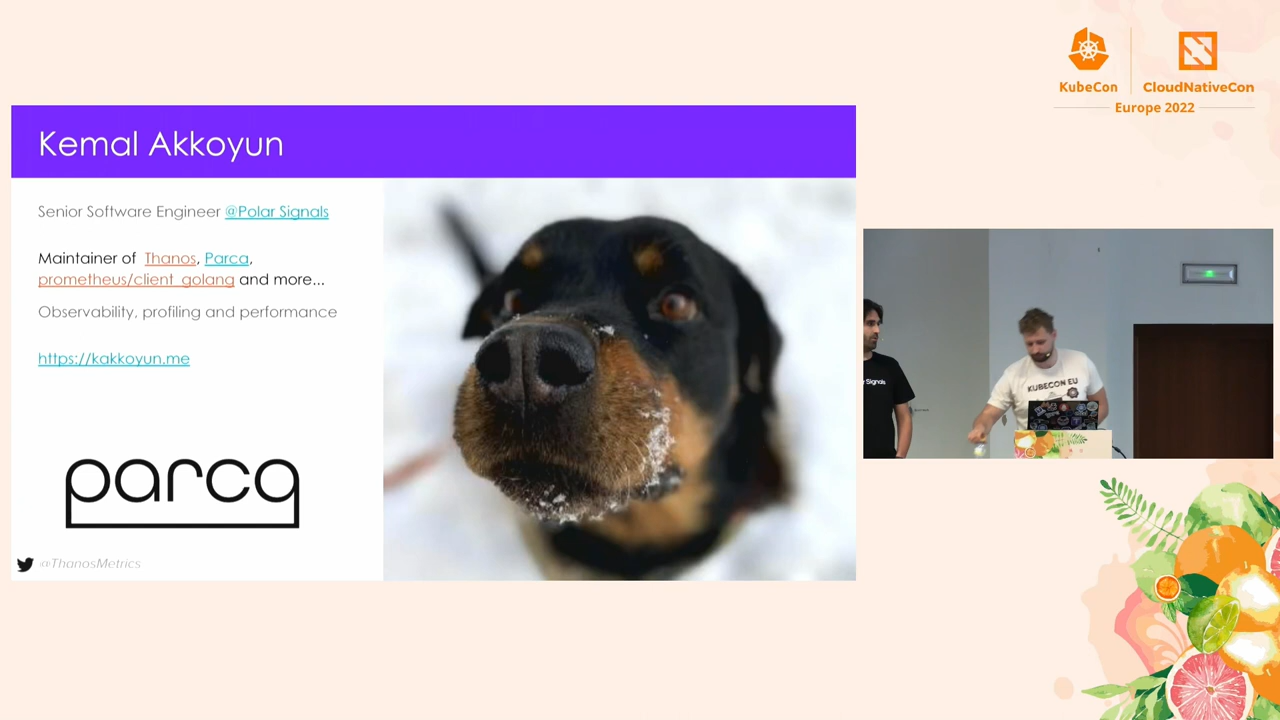 KubeCon
CloudNativeCon
Europe 2022
Kemal Akkoyun
Senior Software Engineer @Polar Signals
Maintainer of Thanos, Parca,
prometheus/client_golang and more...
Observability, profiling and performance
https://kakkoyun.me
parca
@ThanosMetrics
Signals
KUBECON EU